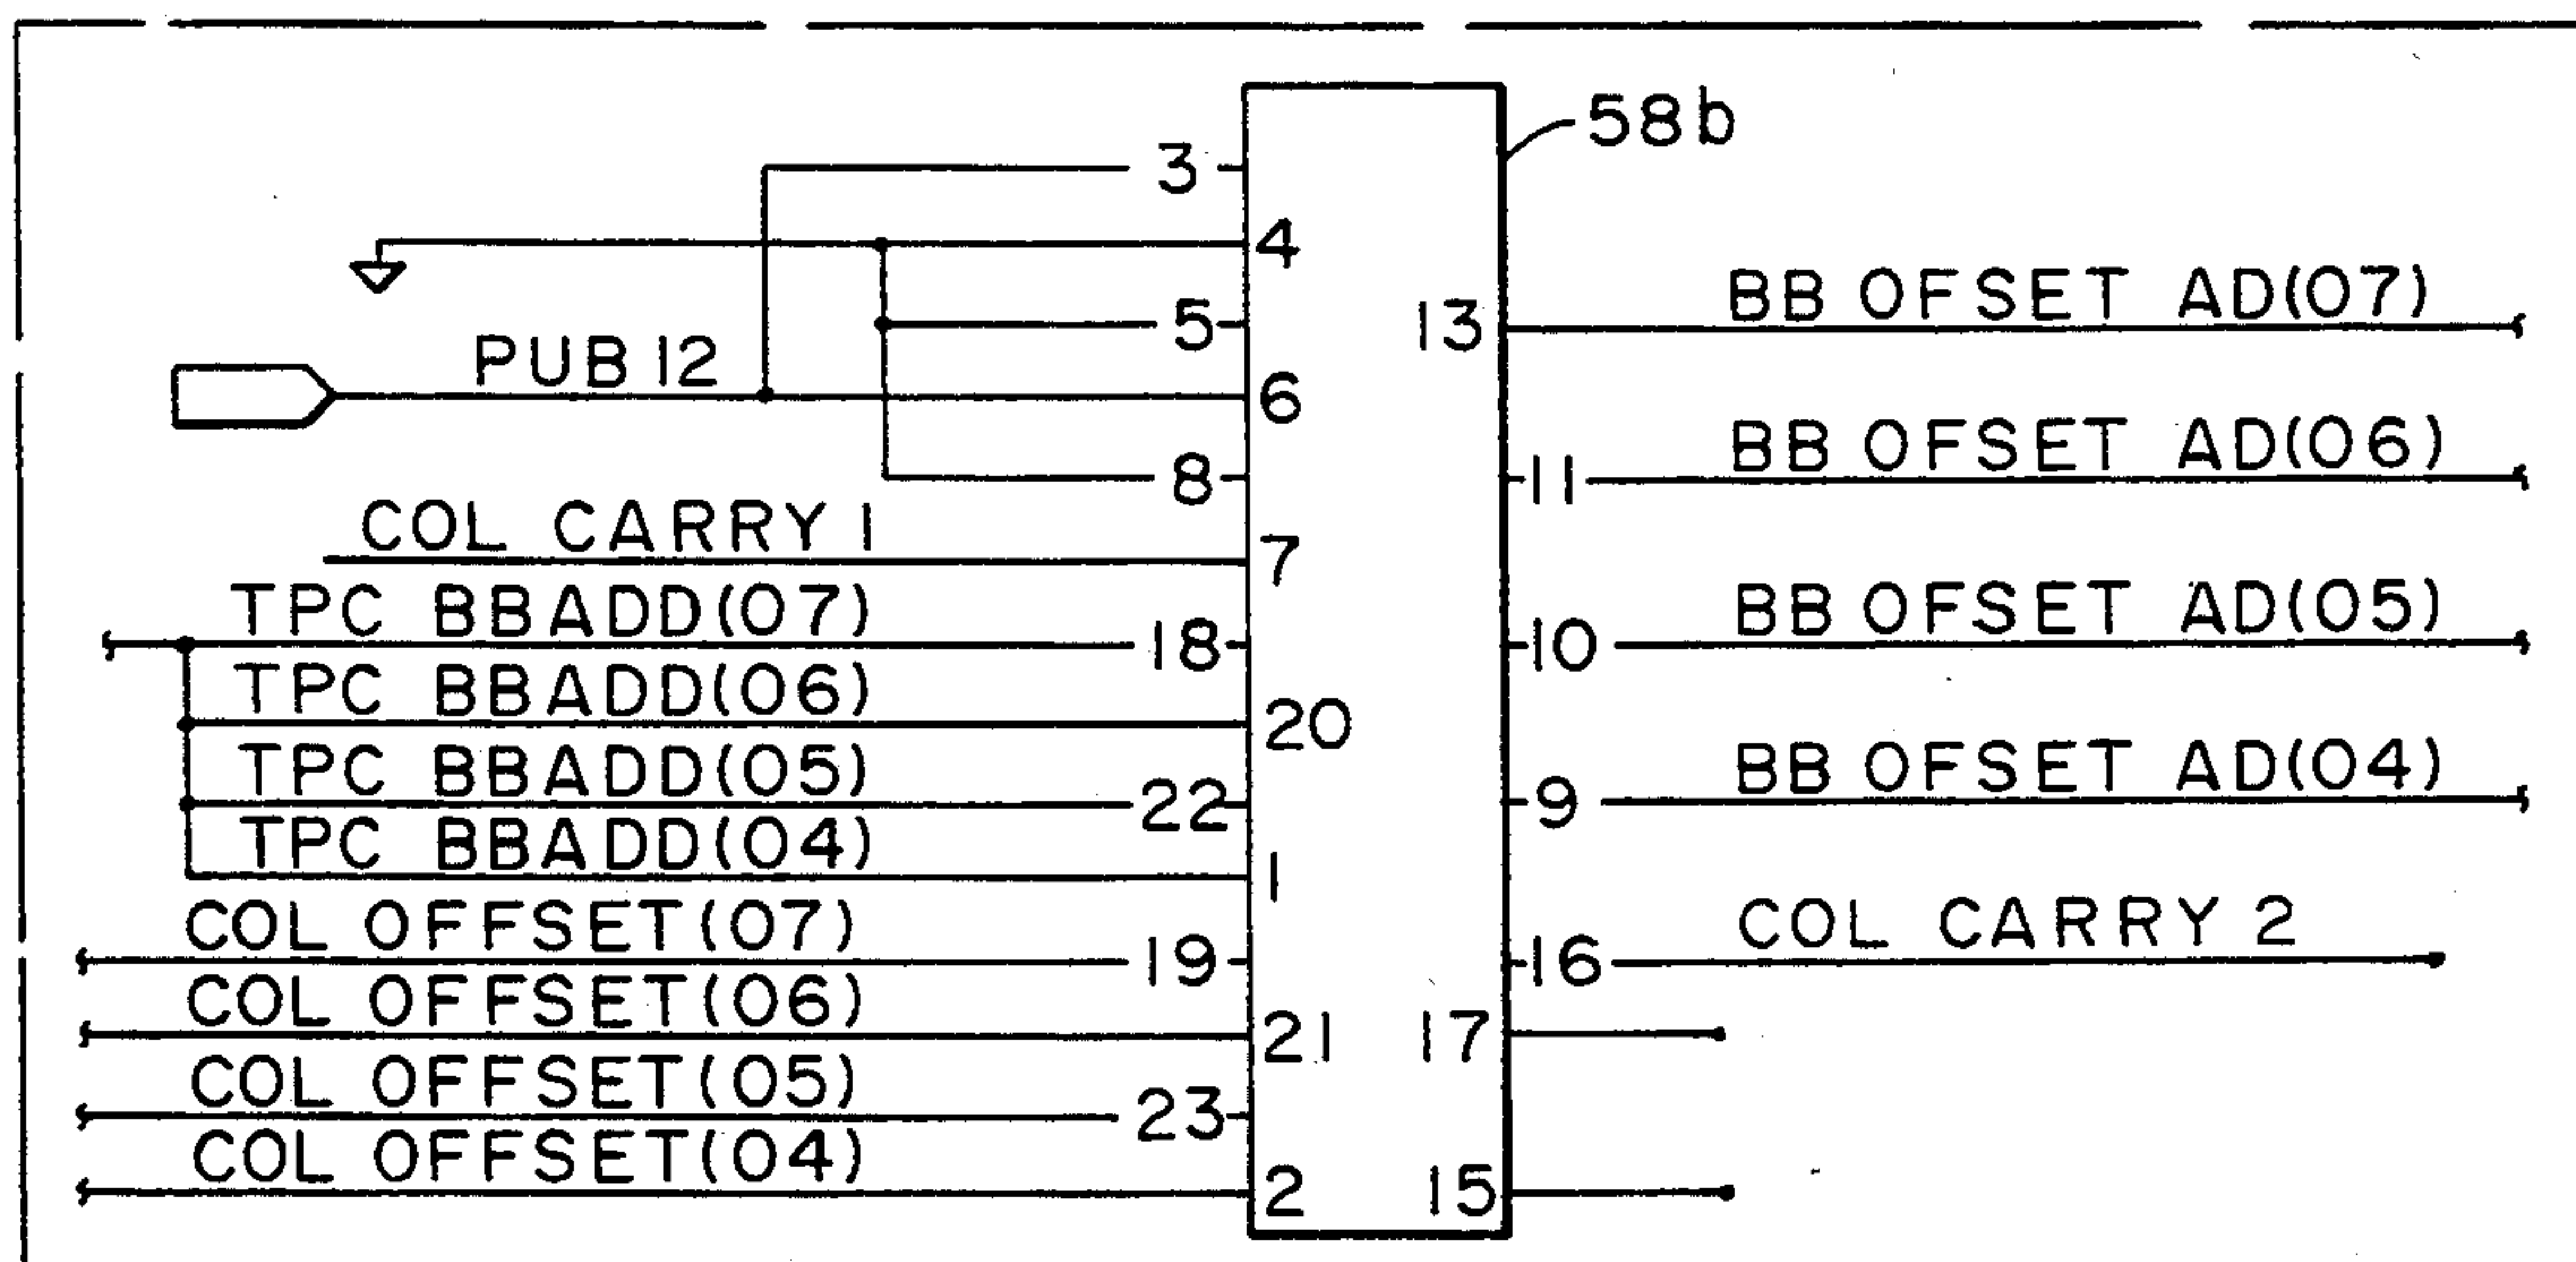 58b
3
4
5
13
BB OFSET AD(07)
PUB 12
6
11
BB OFSET AD(06)
8
COL CARRY 1
7
TPC BBADD(07)
18
10
BB OFSET AD(05)
TPC BBADD(06)
20
TPC BBADD(05)
22
9
BB OFSET AD(04)
TPC BBADD(04)
1
COL OFFSET(07)
19
16
COL CARRY 2
COL OFFSET(06)
21
17
COL OFFSET(05)
23
COL OFFSET(04)
2
15